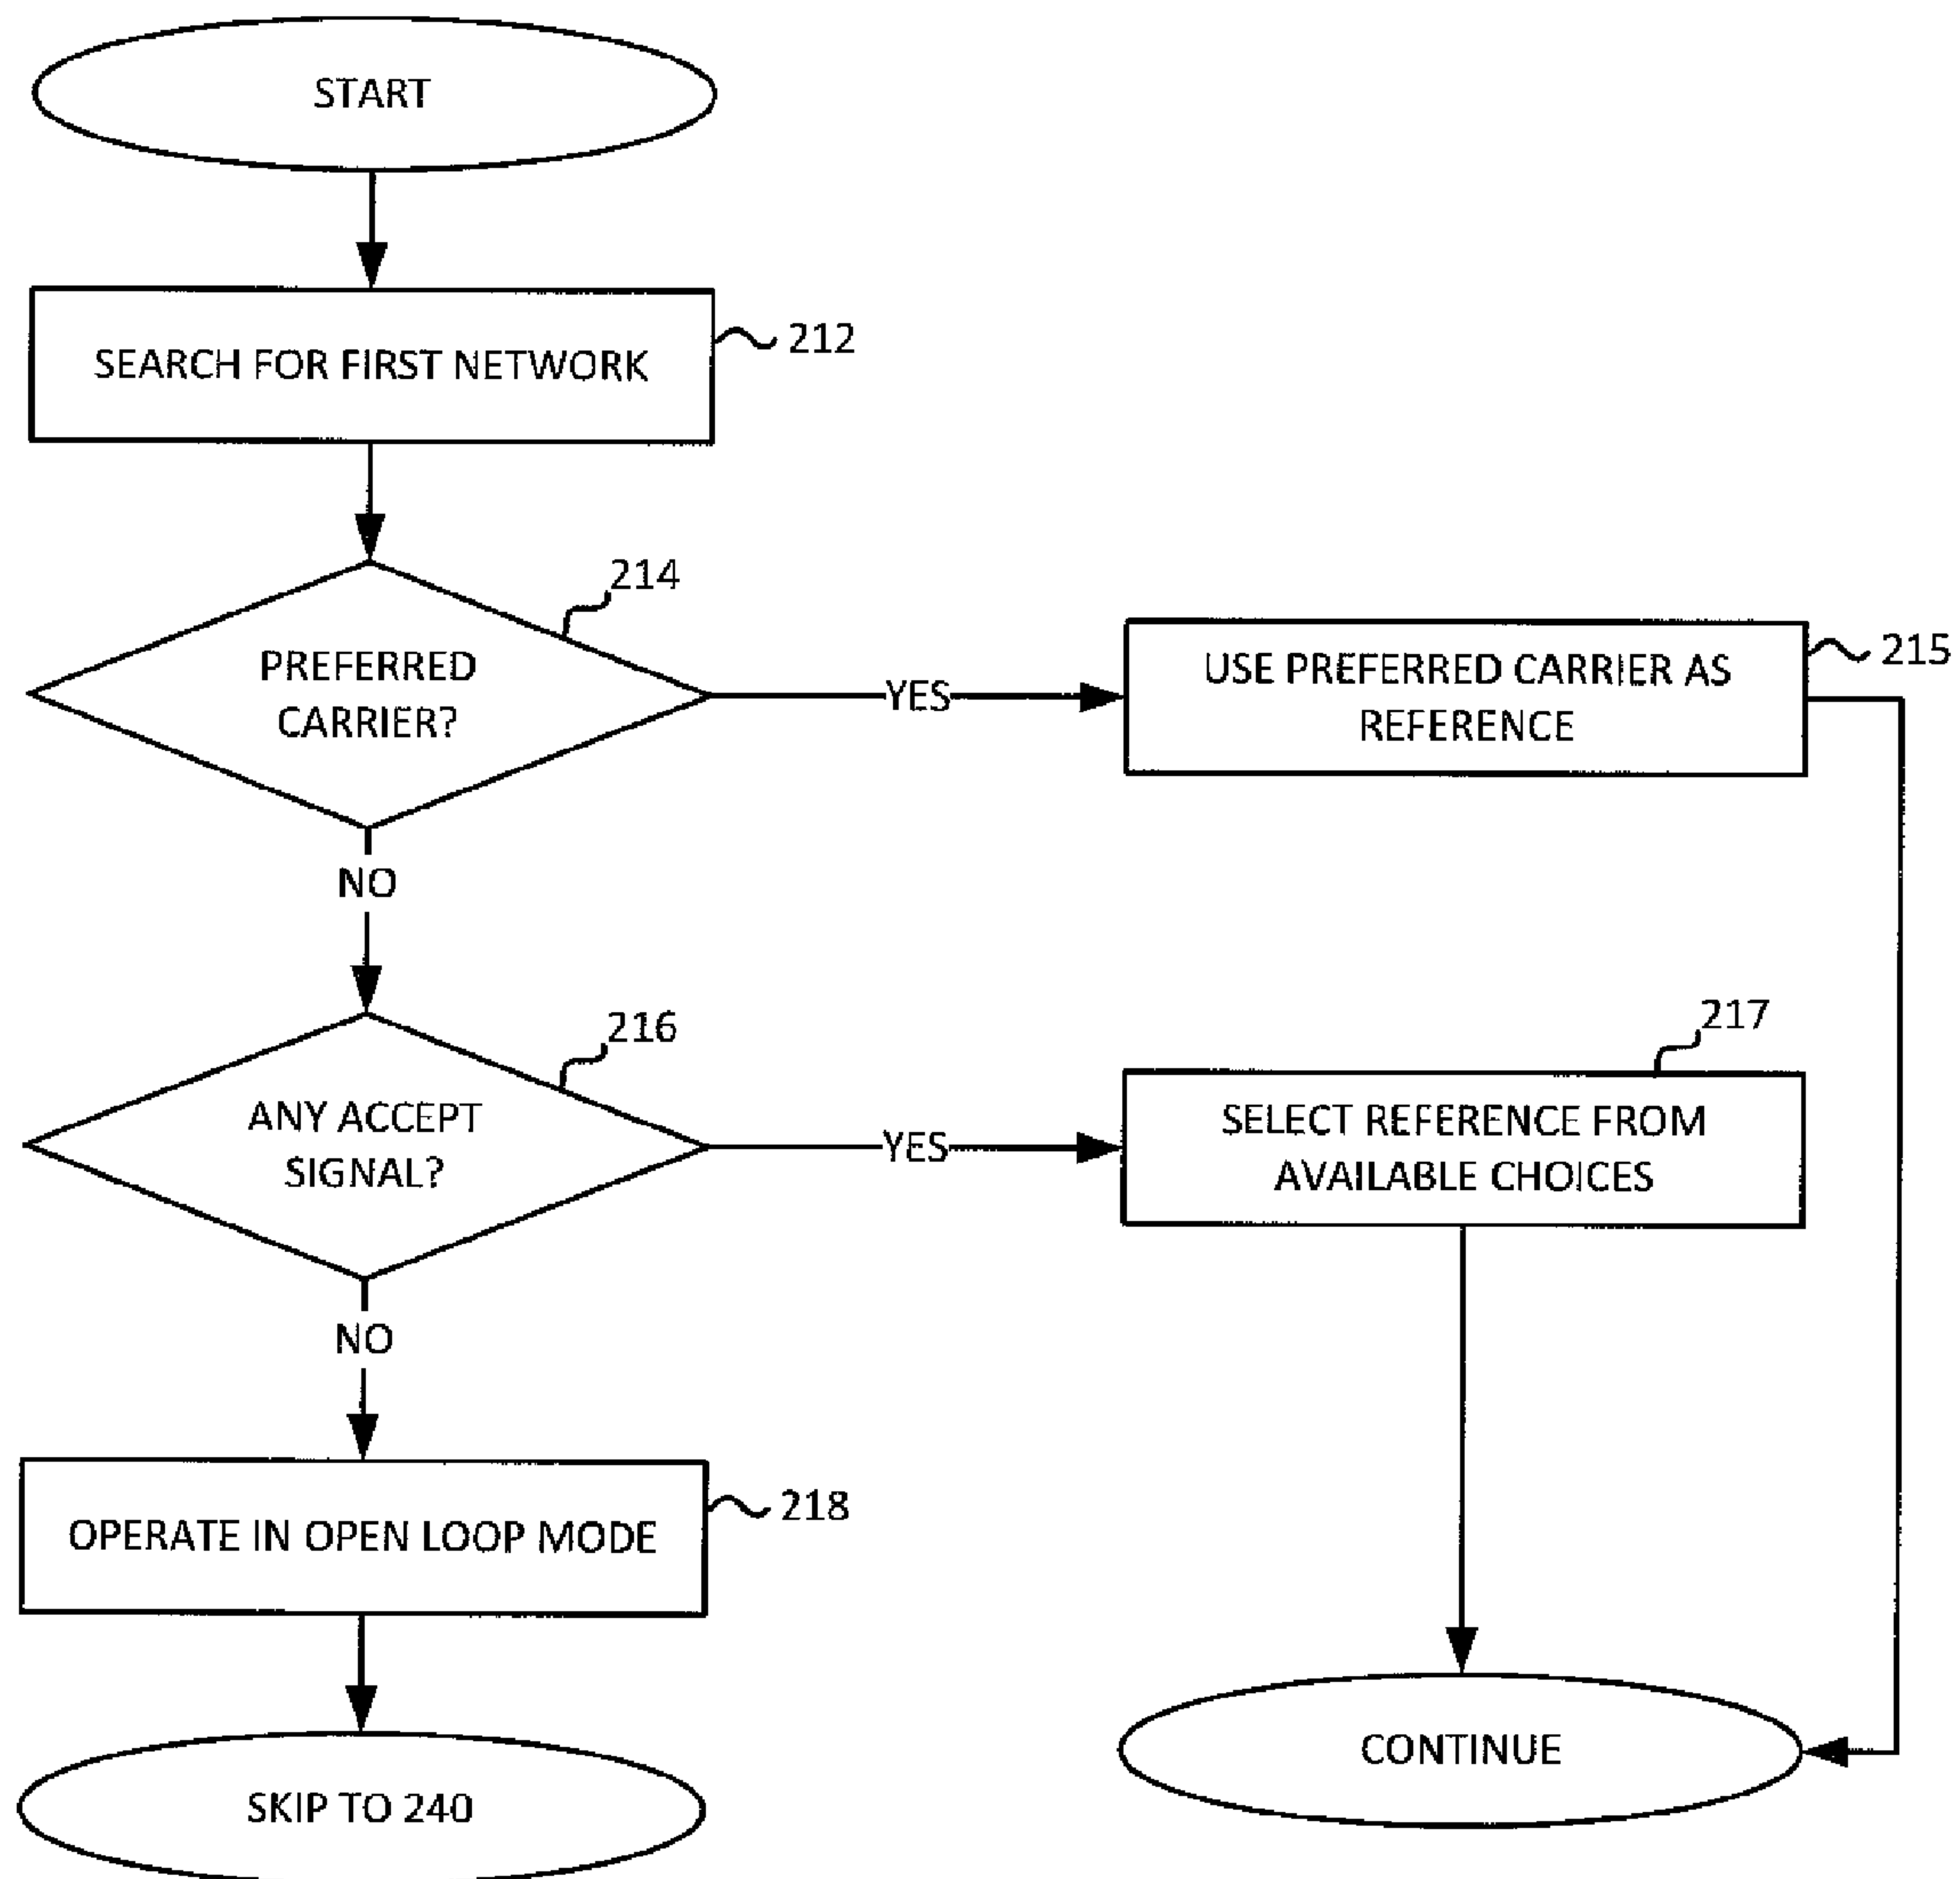 START
SEARCH FOR FIRST NETWORK
212
214
PREFERRED
CARRIER?
YES
USE PREFERRED CARRIER AS
REFERENCE
215
NO
216
ANY ACCEPT
SIGNAL?
YES
217
SELECT REFERENCE FROM
AVAILABLE CHOICES
NO
OPERATE IN OPEN LOOP MODE
218
SKIP TO 240
CONTINUE